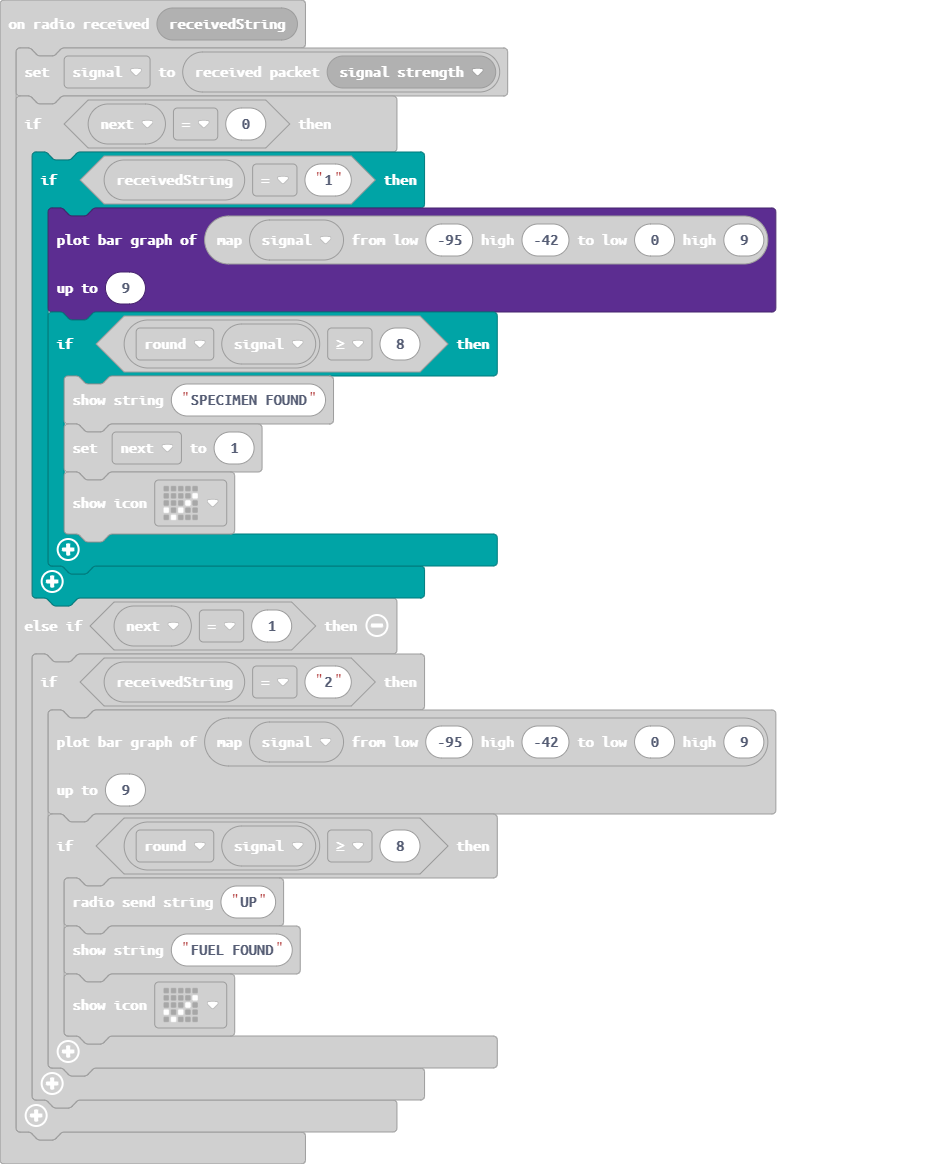 on radio received receivedString
set signal to received packet signal strength
if next = 0 then
if receivedString = "1" then
plot bar graph of map signal from low -95 high -42 to low 0 high 9
up to 9
if round signal ≥ 8 then
show string "SPECIMEN FOUND"
set next to 1
show icon
else if next = 1 then
if receivedString = "2" then
plot bar graph of map signal from low -95 high -42 to low 0 high 9
up to 9
if round signal ≥ 8 then
radio send string "UP"
show string "FUEL FOUND"
show icon